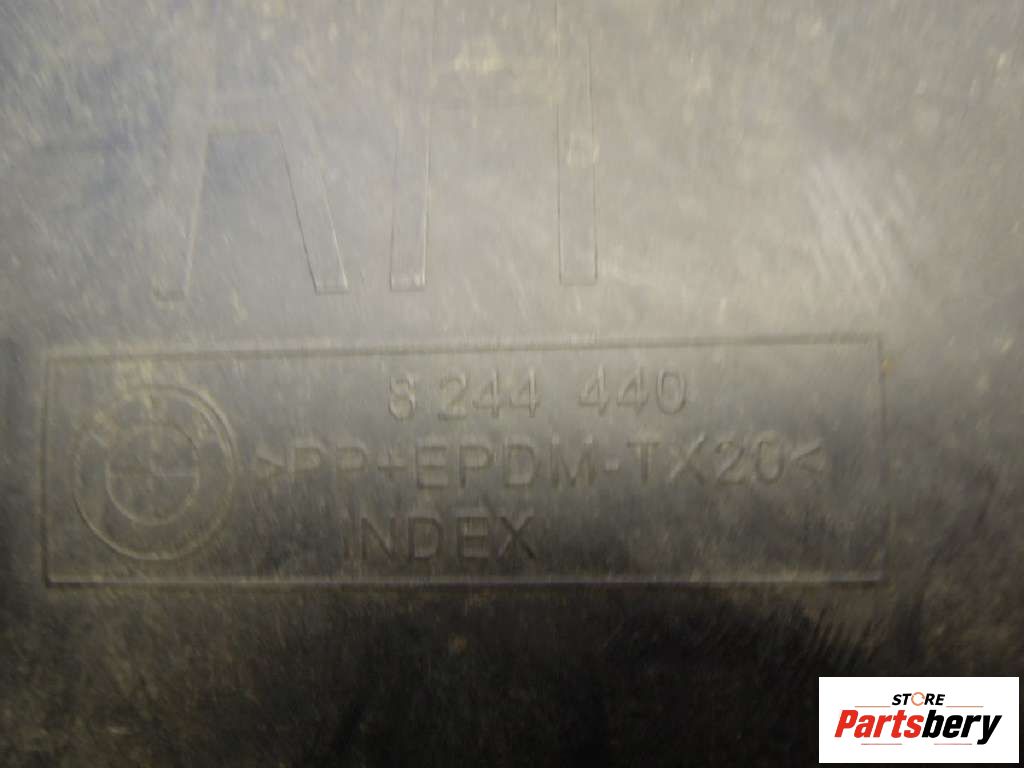 8 244 440
>PP+EPDM-TX20<
INDEX
STORE
Partsbery